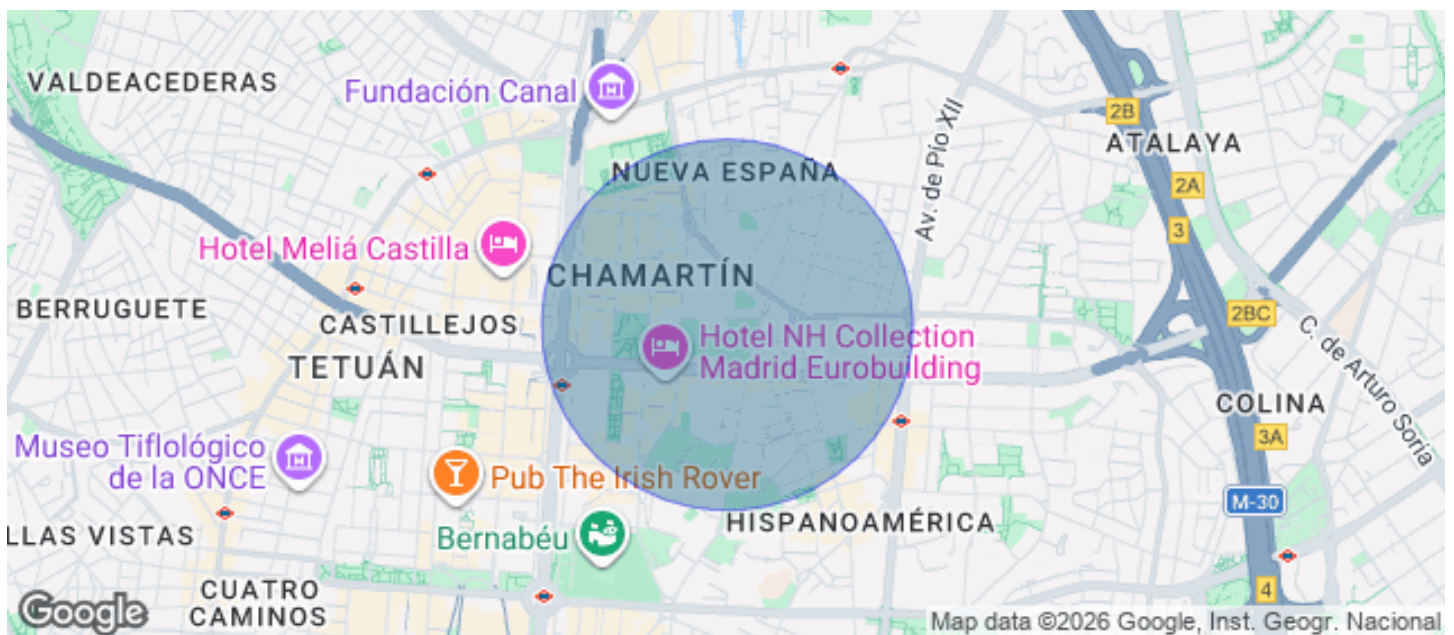 VALDEACEDERAS
Fundación Canal
2B
ATALAYA
NUEVA ESPAÑA
Av. de Pío XII
2A
3
Hotel Meliá Castilla
CHAMARTÍN
BERRUGUETE
CASTILLEJOS
2BC
C. de Arturo Soria
Hotel NH Collection
Madrid Eurobuilding
TETUÁN
COLINA
3A
Museo Tiflológico
de la ONCE
Pub The Irish Rover
M-30
HISPANOAMÉRICA
LLAS VISTAS
Bernabéu
CUATRO
CAMINOS
4
Google
Map data ©2026 Google, Inst. Geogr. Nacional